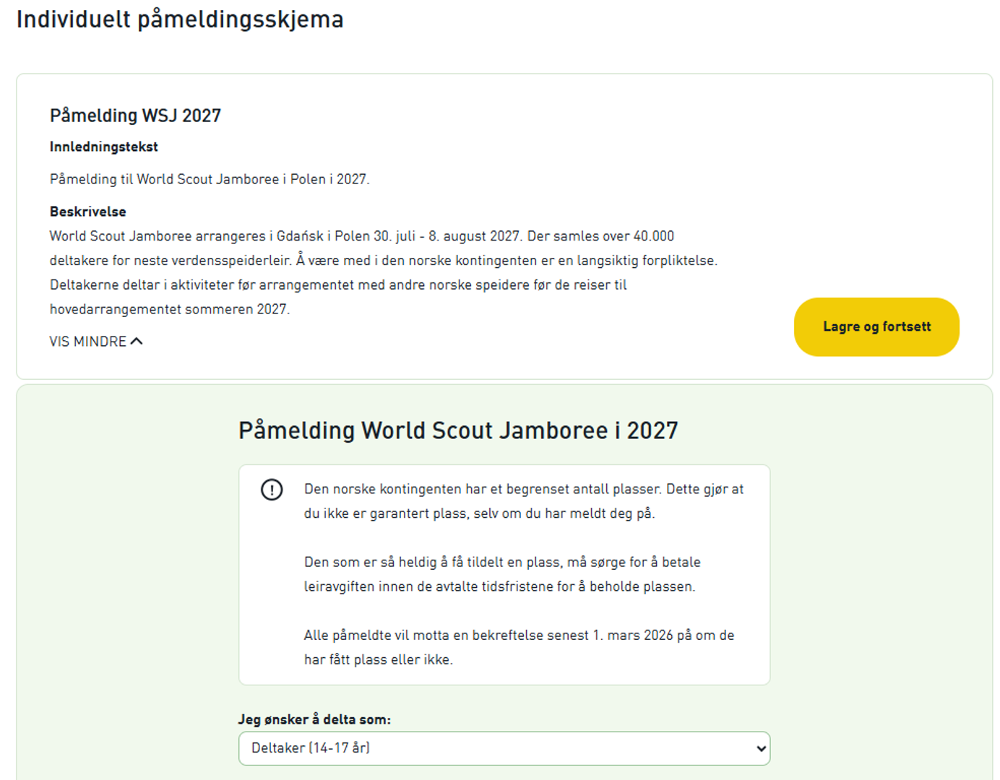 Individuelt påmeldingsskjema
Påmelding WSJ 2027
Innledningstekst
Påmelding til World Scout Jamboree i Polen i 2027.
Beskrivelse
World Scout Jamboree arrangeres i Gdańsk i Polen 30. juli - 8. august 2027. Der samles over 40.000
deltakere for neste verdensspeiderleir. Å være med i den norske kontingenten er en langsiktig forpliktelse.
Deltakerne deltar i aktiviteter før arrangementet med andre norske speidere før de reiser til
hovedarrangementet sommeren 2027.
VIS MINDRE
Lagre og fortsett
Påmelding World Scout Jamboree i 2027
Den norske kontingenten har et begrenset antall plasser. Dette gjør at
du ikke er garantert plass, selv om du har meldt deg på.
Den som er så heldig å få tildelt en plass, må sørge for å betale
leiravgiften innen de avtalte tidsfristene for å beholde plassen.
Alle påmeldte vil motta en bekreftelse senest 1. mars 2026 på om de
har fått plass eller ikke.
Jeg ønsker å delta som:
Deltaker (14-17 år)